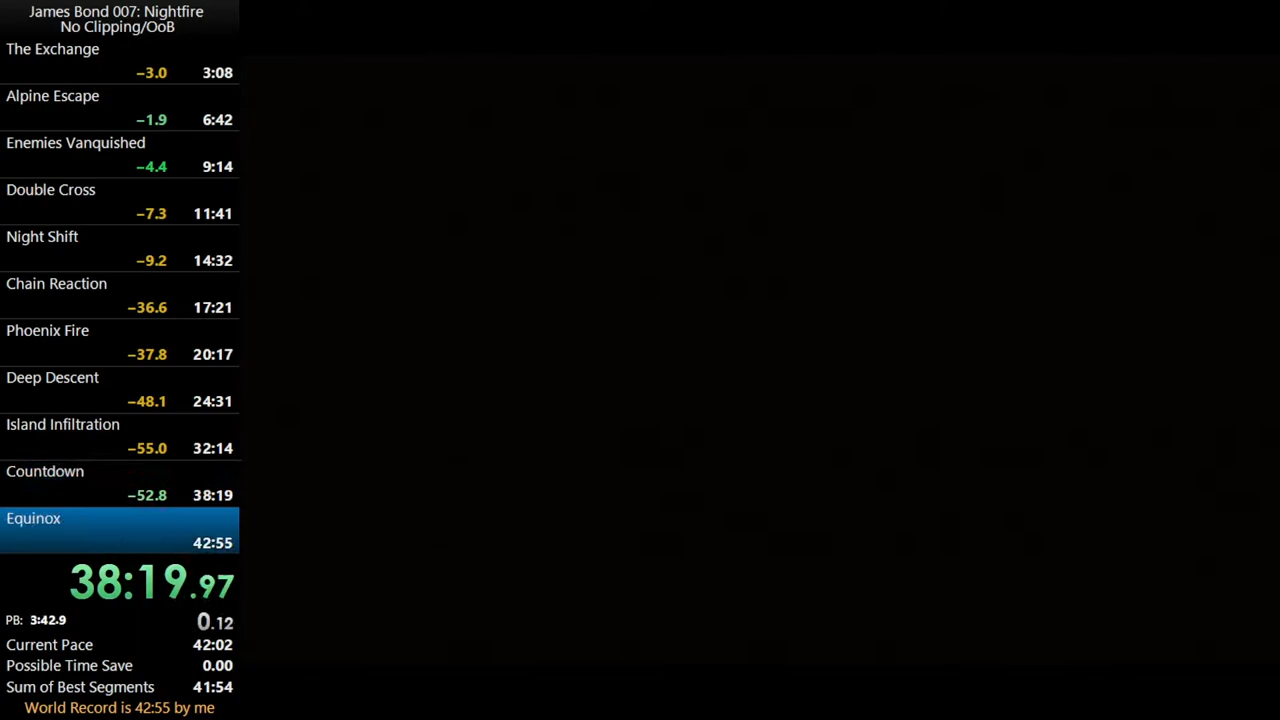 James Bond 007: Nightfire
No Clipping/OoB
The Exchange
−3.0 3:08
Alpine Escape
−1.9 6:42
Enemies Vanquished
−4.4 9:14
Double Cross
−7.3 11:41
Night Shift
−9.2 14:32
Chain Reaction
−36.6 17:21
Phoenix Fire
−37.8 20:17
Deep Descent
−48.1 24:31
Island Infiltration
−55.0 32:14
Countdown
−52.8 38:19
Equinox
42:55
38:19.97
PB: 3:42.9 0.12
Current Pace 42:02
Possible Time Save 0.00
Sum of Best Segments 41:54
World Record is 42:55 by me